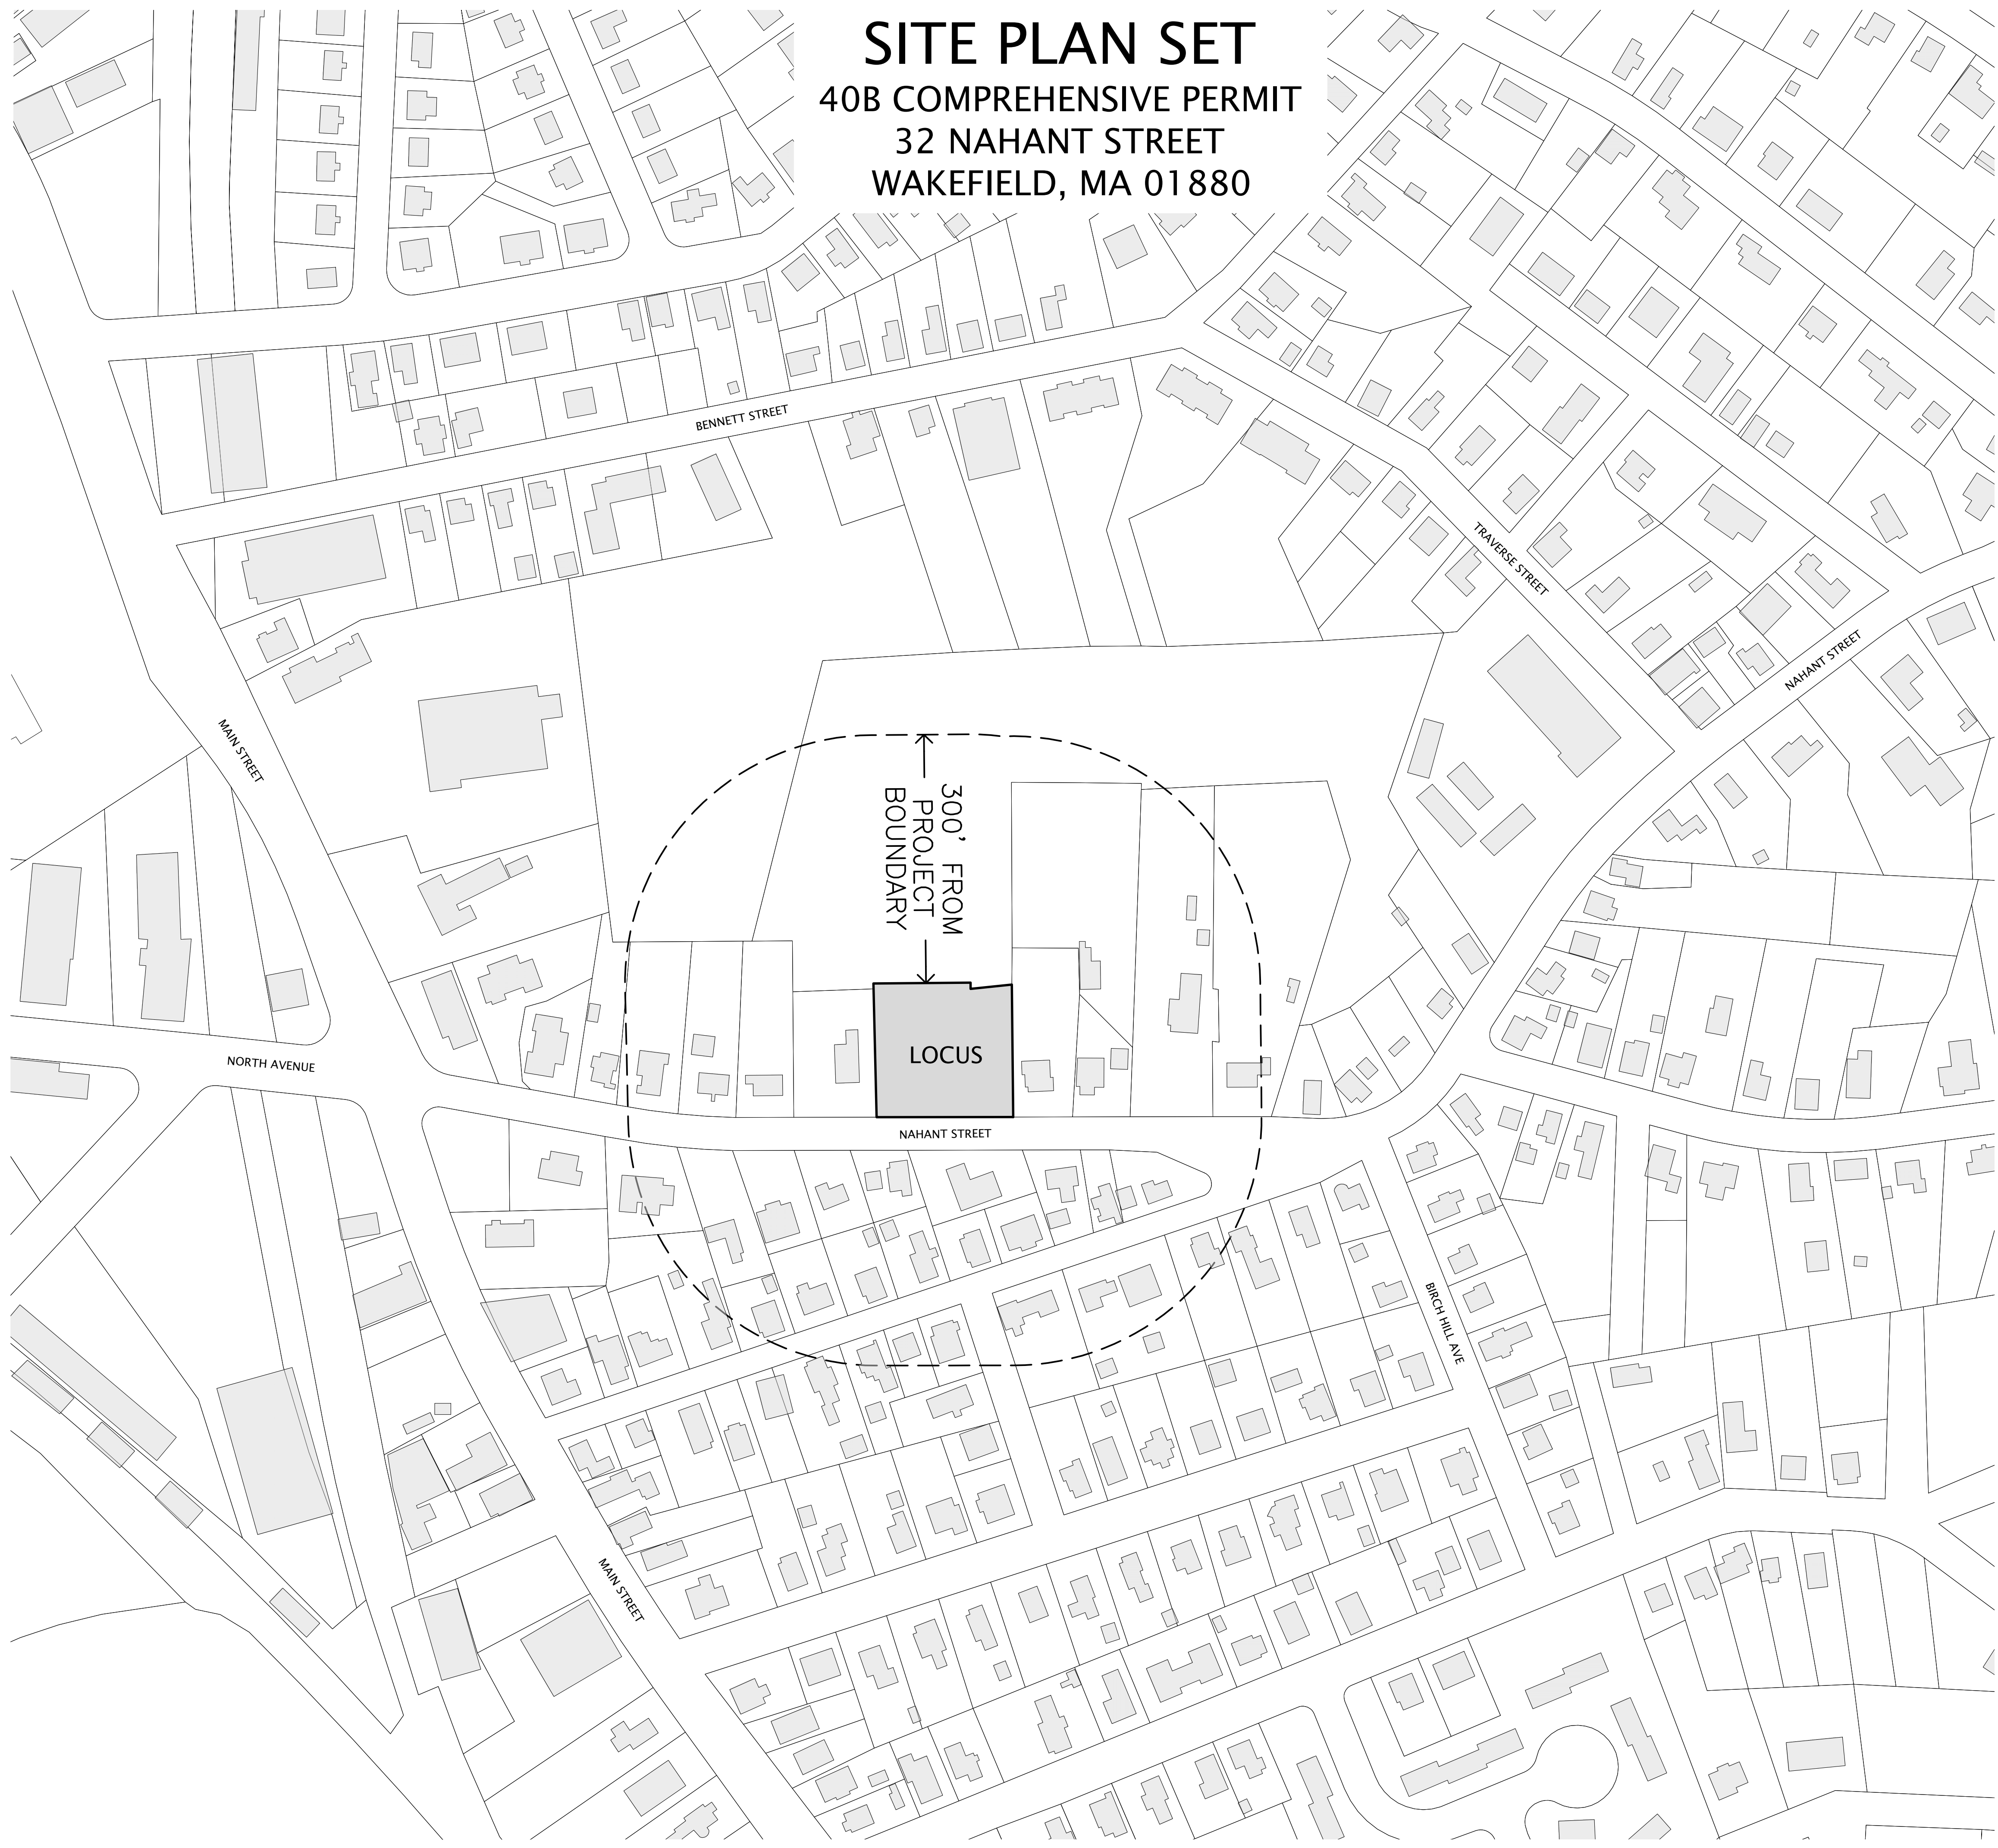 SITE PLAN SET
40B COMPREHENSIVE PERMIT
32 NAHANT STREET
WAKEFIELD, MA 01880
BENNETT STREET
TRAVERSE STREET
NAHANT STREET
MAIN STREET
300' FROM
PROJECT
BOUNDARY
LOCUS
NORTH AVENUE
NAHANT STREET
BIRCH HILL AVE
MAIN STREET